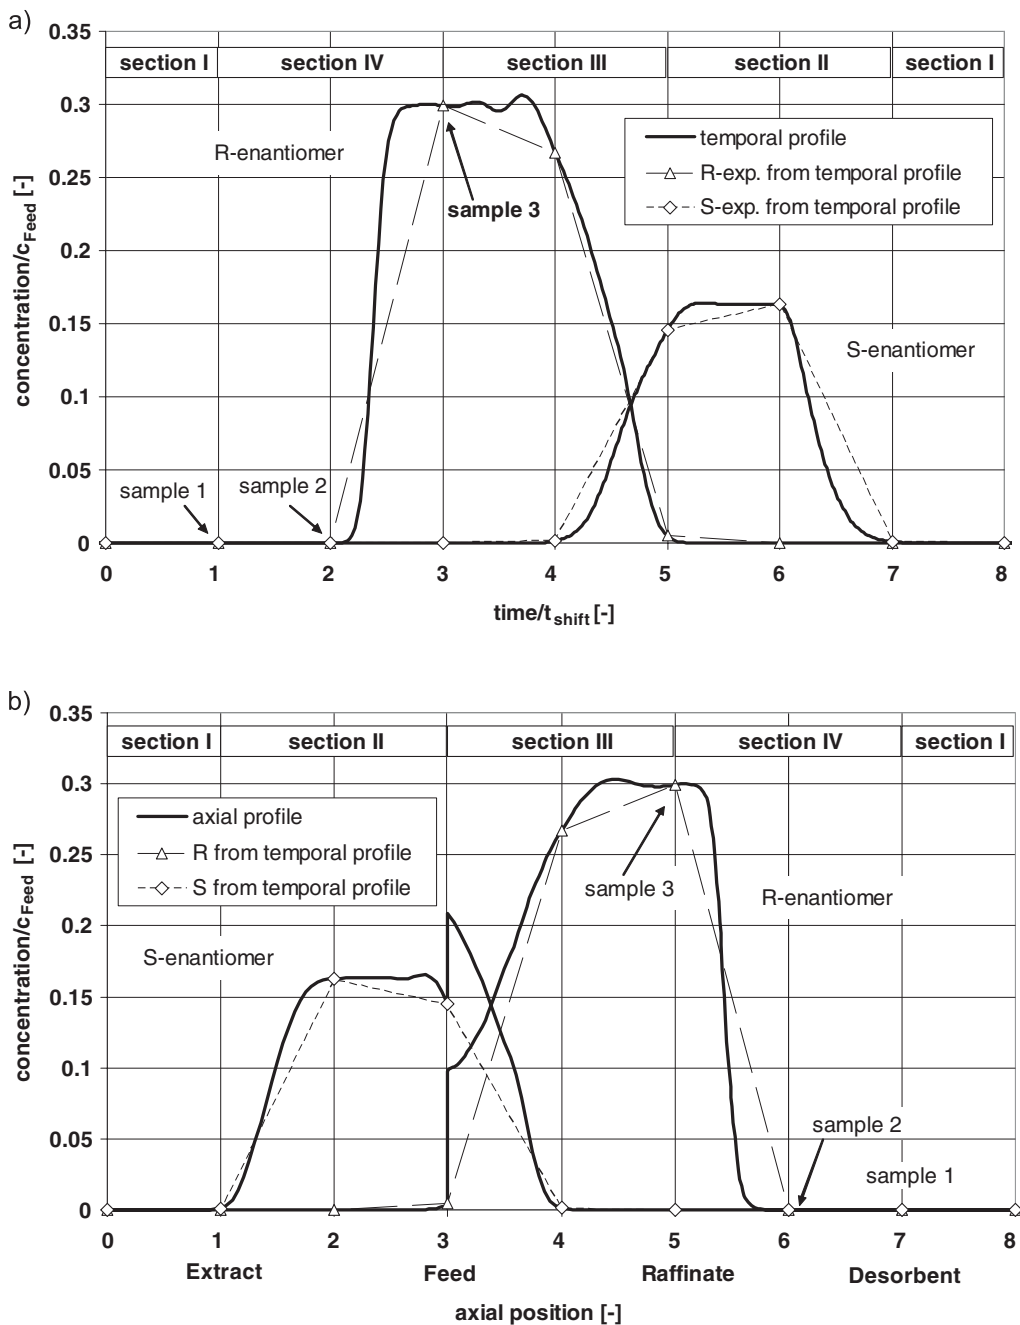 a)
0.35
section I
section IV
section III
section II
section I
0.3
R-enantiomer
temporal profile
R-exp. from temporal profile
S-exp. from temporal profile
0.25
sample 3
0.2
concentration/c_Feed [-]
0.15
S-enantiomer
0.1
0.05
sample 1
sample 2
0
0 1 2 3 4 5 6 7 8
time/t_shift [-]
b)
0.35
section I
section II
section III
section IV
section I
0.3
axial profile
R from temporal profile
S from temporal profile
0.25
sample 3
R-enantiomer
0.2
concentration/c_Feed [-]
S-enantiomer
0.15
0.1
sample 2
0.05
sample 1
0
0 1 2 3 4 5 6 7 8
Extract Feed Raffinate Desorbent
axial position [-]